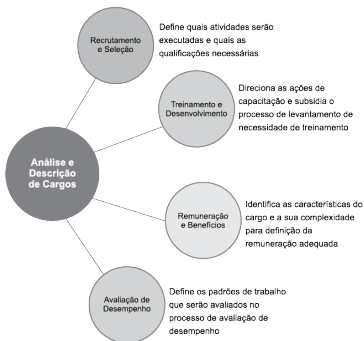 Recrutamento
e Seleção
Define quais atividades serão
executadas e quais as
qualificações necessárias
Treinamento e
Desenvolvimento
Direciona as ações de
capacitação e subsidia o
processo de levantamento de
necessidade de treinamento
Análise e
Descrição
de Cargos
Remuneração
e Benefícios
Identifica as características do
cargo e a sua complexidade
para definição da
remuneração adequada
Avaliação de
Desempenho
Define os padrões de trabalho
que serão avaliados no
processo de avaliação de
desempenho